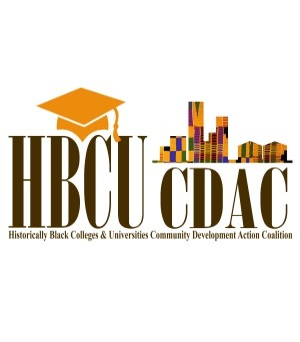 HBCU CDAC
Historically Black Colleges & Universities Community Development Action Coalition